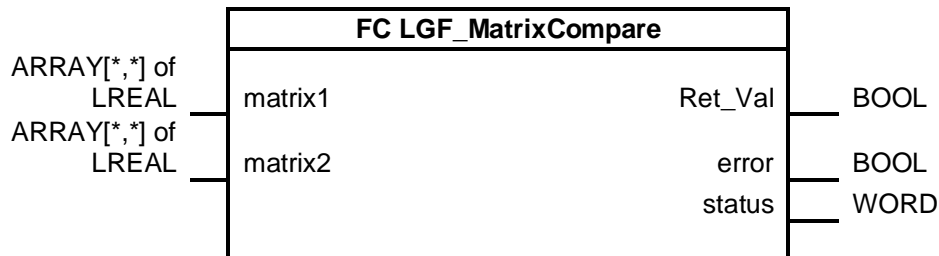 FC LGF_MatrixCompare
ARRAY[*,*] of
LREAL matrix1 Ret_Val BOOL
ARRAY[*,*] of
LREAL matrix2 error BOOL
status WORD